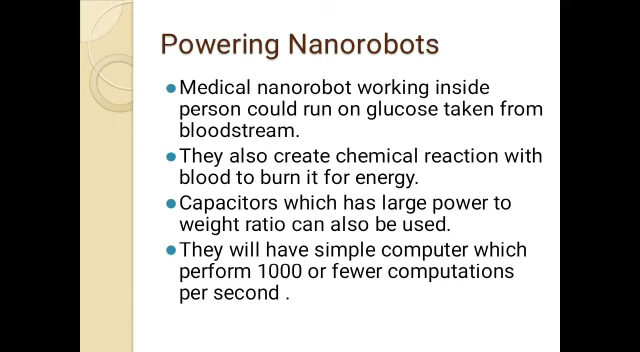 Powering Nanorobots
Medical nanorobot working inside
person could run on glucose taken from
bloodstream.
They also create chemical reaction with
blood to burn it for energy.
Capacitors which has large power to
weight ratio can also be used.
They will have simple computer which
perform 1000 or fewer computations
per second .